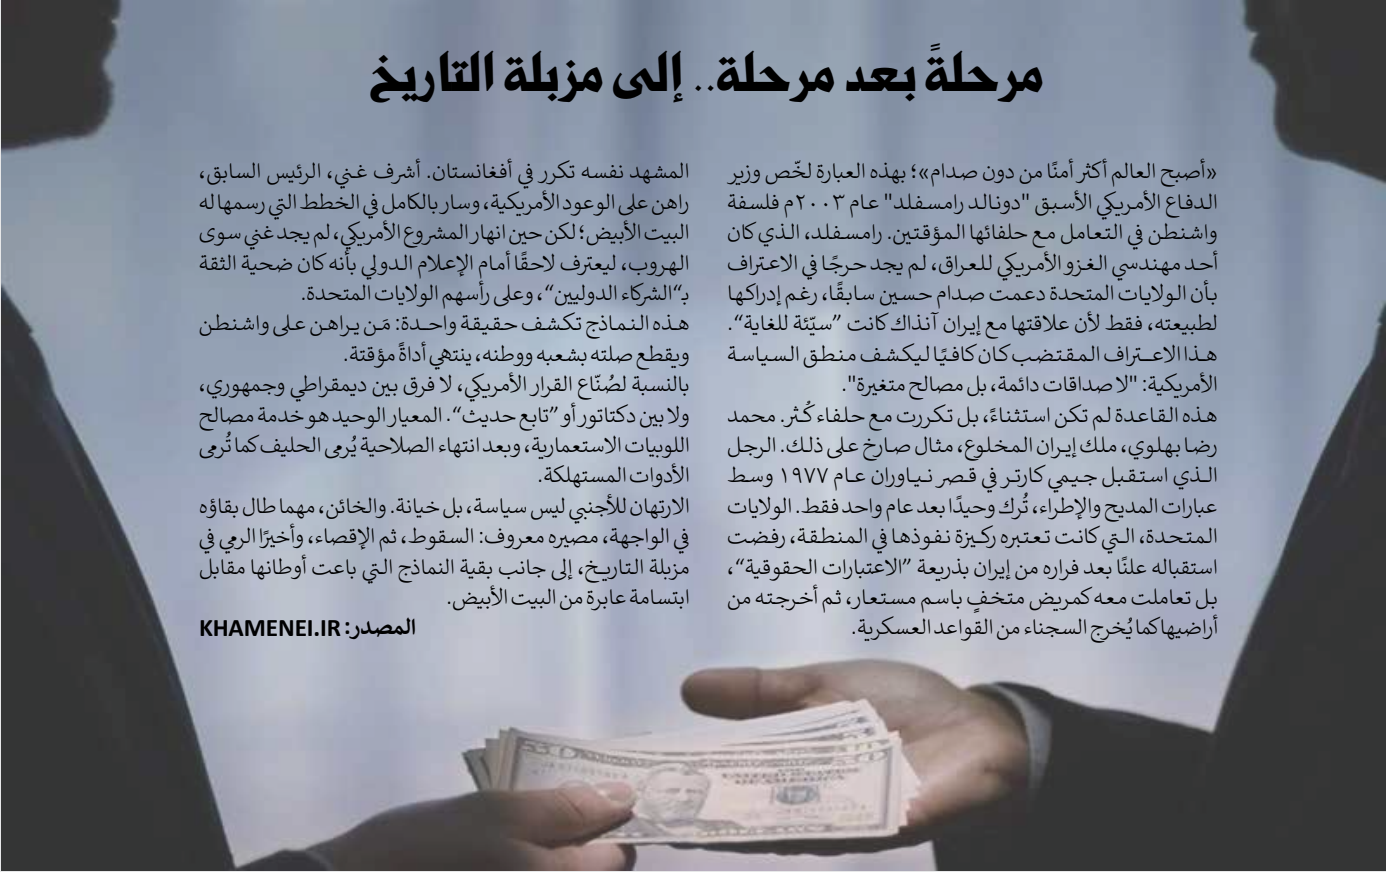 مرحلةً بعد مرحلة.. إلى مزبلة التاريخ
«أصبح العالم أكثر أمنًا من دون صدام»؛ بهذه العبارة لخّص وزير
الدفاع الأمريكي الأسبق "دونالد رامسفلد" عام ٢٠٠٣م فلسفة
واشنطن في التعامل مع حلفائها المؤقتين. رامسفلد، الذي كان
أحد مهندسي الغزو الأمريكي للعراق، لم يجد حرجًا في الاعتراف
بأن الولايات المتحدة دعمت صدام حسين سابقًا، رغم إدراكها
لطبيعته، فقط لأن علاقتها مع إيران آنذاك كانت ”سيّئة للغاية“.
هذا الاعتراف المقتضب كان كافيًا ليكشف منطق السياسة
الأمريكية: "لا صداقات دائمة، بل مصالح متغيرة".
هذه القاعدة لم تكن استثناءً، بل تكررت مع حلفاء كُثر. محمد
رضا بهلوي، ملك إيران المخلوع، مثال صارخ على ذلك. الرجل
الذي استقبل جيمي كارتر في قصر نياوران عام ١٩٧٧ وسط
عبارات المديح والإطراء، تُرك وحيدًا بعد عام واحد فقط. الولايات
المتحدة، التي كانت تعتبره ركيزة نفوذها في المنطقة، رفضت
استقباله علنًا بعد فراره من إيران بذريعة ”الاعتبارات الحقوقية“،
بل تعاملت معه كمريض متخفٍ باسم مستعار، ثم أخرجته من
أراضيها كما يُخرج السجناء من القواعد العسكرية.
المشهد نفسه تكرر في أفغانستان. أشرف غني، الرئيس السابق،
راهن على الوعود الأمريكية، وسار بالكامل في الخطط التي رسمها له
البيت الأبيض؛ لكن حين انهار المشروع الأمريكي، لم يجد غني سوى
الهروب، ليعترف لاحقًا أمام الإعلام الدولي بأنه كان ضحية الثقة
بـ“الشركاء الدوليين“، وعلى رأسهم الولايات المتحدة.
هذه النماذج تكشف حقيقة واحدة: مَن يراهن على واشنطن
ويقطع صلته بشعبه ووطنه، ينتهي أداةً مؤقتة.
بالنسبة لصُنّاع القرار الأمريكي، لا فرق بين ديمقراطي وجمهوري،
ولا بين دكتاتور أو ”تابع حديث“. المعيار الوحيد هو خدمة مصالح
اللوبيات الاستعمارية، وبعد انتهاء الصلاحية يُرمى الحليف كما تُرمى
الأدوات المستهلكة.
الارتهان للأجنبي ليس سياسة، بل خيانة. والخائن، مهما طال بقاؤه
في الواجهة، مصيره معروف: السقوط، ثم الإقصاء، وأخيرًا الرمي في
مزبلة التاريخ، إلى جانب بقية النماذج التي باعت أوطانها مقابل
ابتسامة عابرة من البيت الأبيض.
المصدر: KHAMENEI.IR